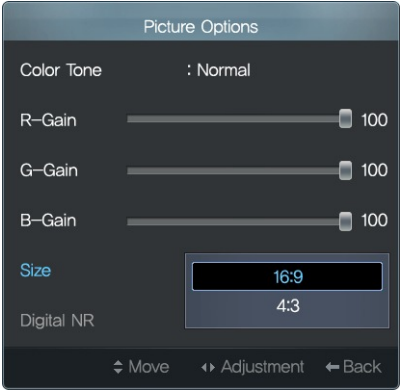 Picture Options
Color Tone : Normal
R-Gain 100
G-Gain 100
B-Gain 100
Size 16:9
4:3
Digital NR
Move Adjustment Back